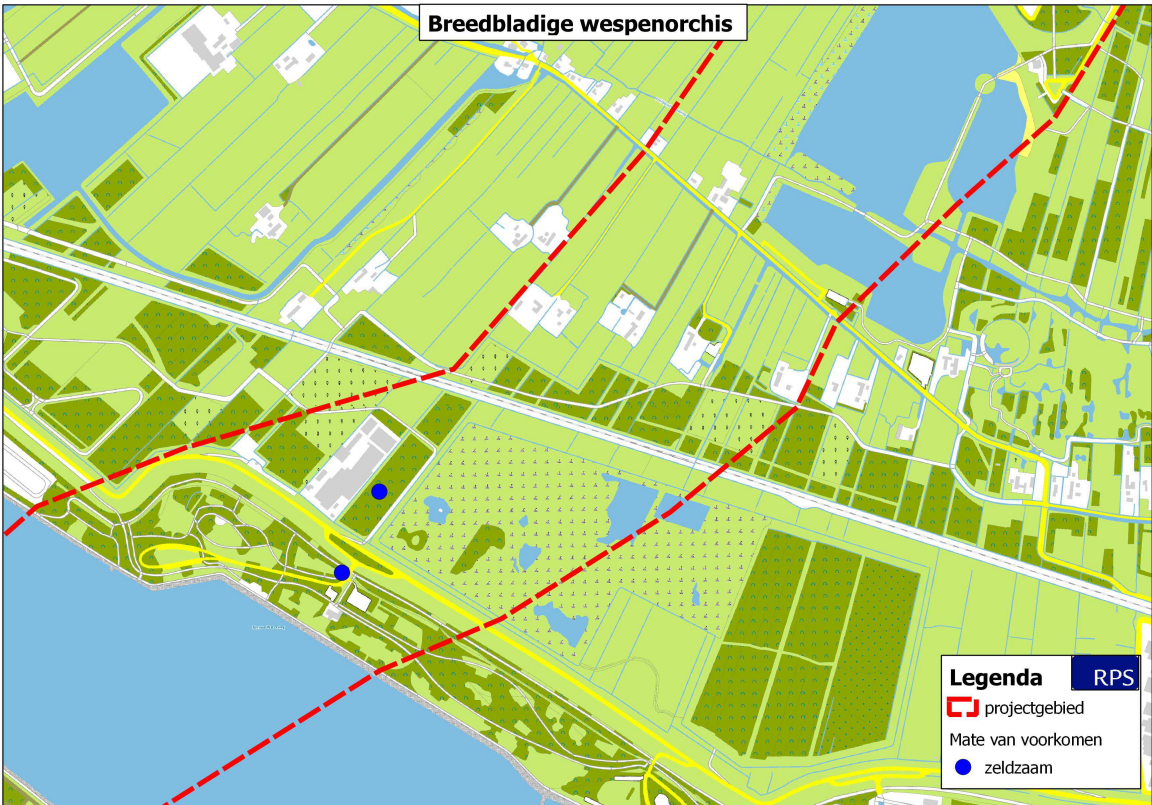 Breedbladige wespenorchis
Legenda
RPS
projectgebied
Mate van voorkomen
zeldzaam